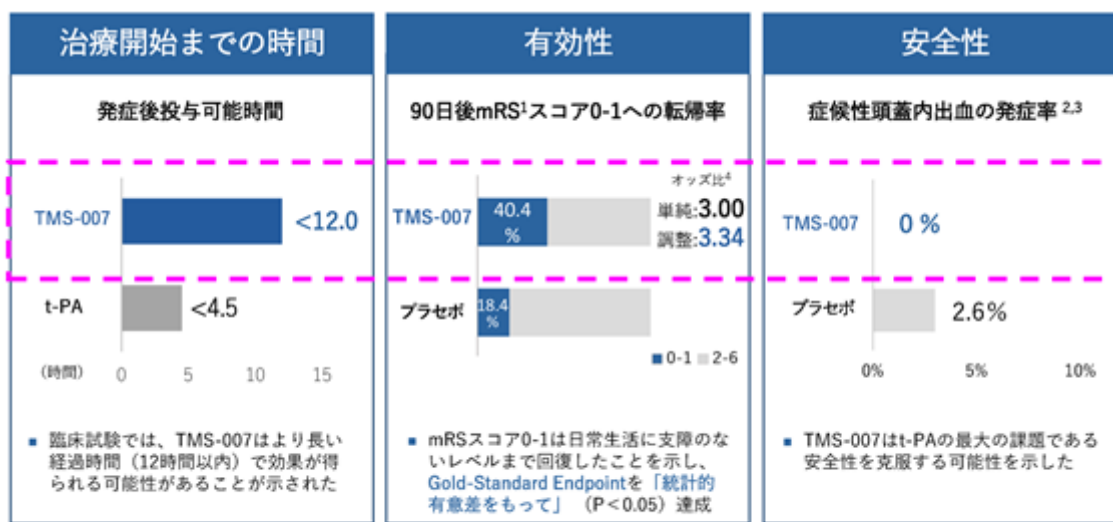 治療開始までの時間
発症後投与可能時間
TMS-007
<12.0
t-PA
<4.5
(時間)
0
5
10
15
▪ 臨床試験では、TMS-007はより長い
経過時間（12時間以内）で効果が得
られる可能性があることが示された
有効性
90日後mRS¹スコア0-1への転帰率
オッズ比⁴
TMS-007
40.4
%
単純:3.00
調整:3.34
プラセボ
18.4
%
■0-1 ■2-6
▪ mRSスコア0-1は日常生活に支障のな
いレベルまで回復したことを示し、
Gold-Standard Endpointを「統計的
有意差をもって」（P＜0.05）達成
安全性
症候性頭蓋内出血の発症率 ²,³
TMS-007
0 %
プラセボ
2.6%
0%
5%
10%
▪ TMS-007はt-PAの最大の課題である
安全性を克服する可能性を示した